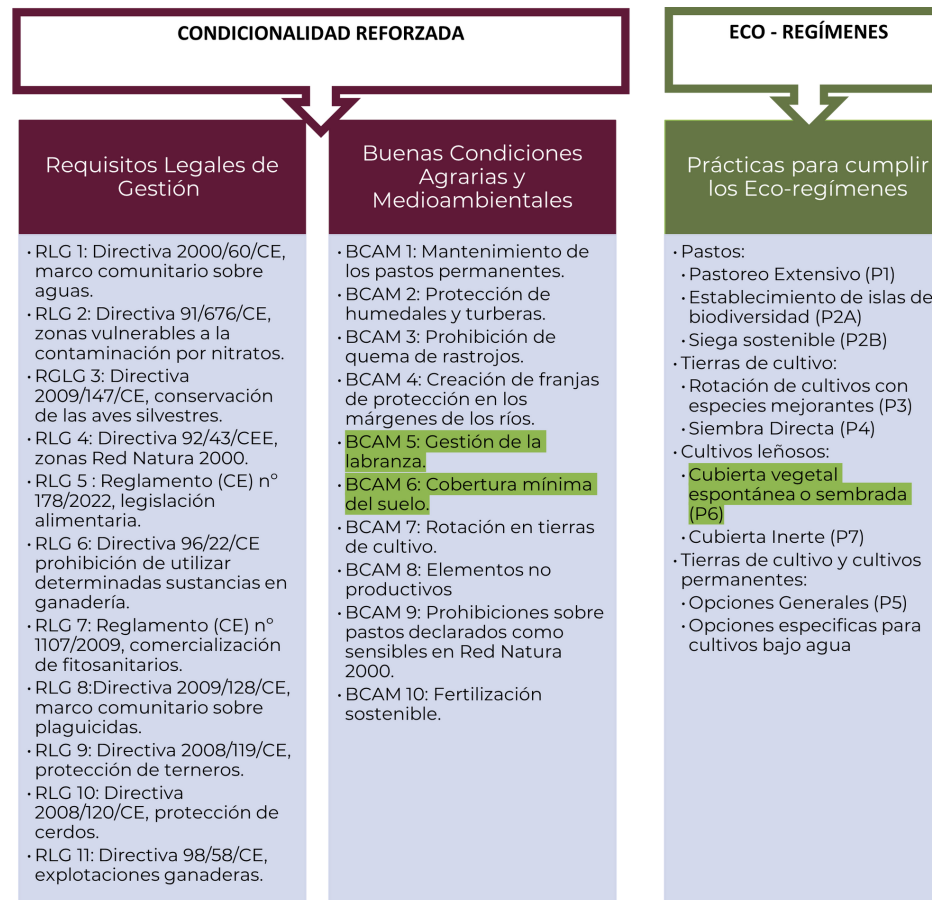 CONDICIONALIDAD REFORZADA
Requisitos Legales de
Gestión
· RLG 1: Directiva 2000/60/CE,
marco comunitario sobre
aguas.
· RLG 2: Directiva 91/676/CE,
zonas vulnerables a la
contaminación por nitratos.
· RGLG 3: Directiva
2009/147/CE, conservación
de las aves silvestres.
· RLG 4: Directiva 92/43/CEE,
zonas Red Natura 2000.
· RLG 5 : Reglamento (CE) nº
178/2022, legislación
alimentaria.
· RLG 6: Directiva 96/22/CE
prohibición de utilizar
determinadas sustancias en
ganadería.
· RLG 7: Reglamento (CE) nº
1107/2009, comercialización
de fitosanitarios.
· RLG 8:Directiva 2009/128/CE,
marco comunitario sobre
plaguicidas.
· RLG 9: Directiva 2008/119/CE,
protección de terneros.
· RLG 10: Directiva
2008/120/CE, protección de
cerdos.
· RLG 11: Directiva 98/58/CE,
explotaciones ganaderas.
Buenas Condiciones
Agrarias y
Medioambientales
· BCAM 1: Mantenimiento de
los pastos permanentes.
· BCAM 2: Protección de
humedales y turberas.
· BCAM 3: Prohibición de
quema de rastrojos.
· BCAM 4: Creación de franjas
de protección en los
márgenes de los ríos.
· BCAM 5: Gestión de la
labranza.
· BCAM 6: Cobertura mínima
del suelo.
· BCAM 7: Rotación en tierras
de cultivo.
· BCAM 8: Elementos no
productivos
· BCAM 9: Prohibiciones sobre
pastos declarados como
sensibles en Red Natura
2000.
· BCAM 10: Fertilización
sostenible.
ECO - REGÍMENES
Prácticas para cumplir
los Eco-regímenes
· Pastos:
· Pastoreo Extensivo (P1)
· Establecimiento de islas de
biodiversidad (P2A)
· Siega sostenible (P2B)
· Tierras de cultivo:
· Rotación de cultivos con
especies mejorantes (P3)
· Siembra Directa (P4)
· Cultivos leñosos:
· Cubierta vegetal
espontánea o sembrada
(P6)
· Cubierta Inerte (P7)
· Tierras de cultivo y cultivos
permanentes:
· Opciones Generales (P5)
· Opciones especificas para
cultivos bajo agua